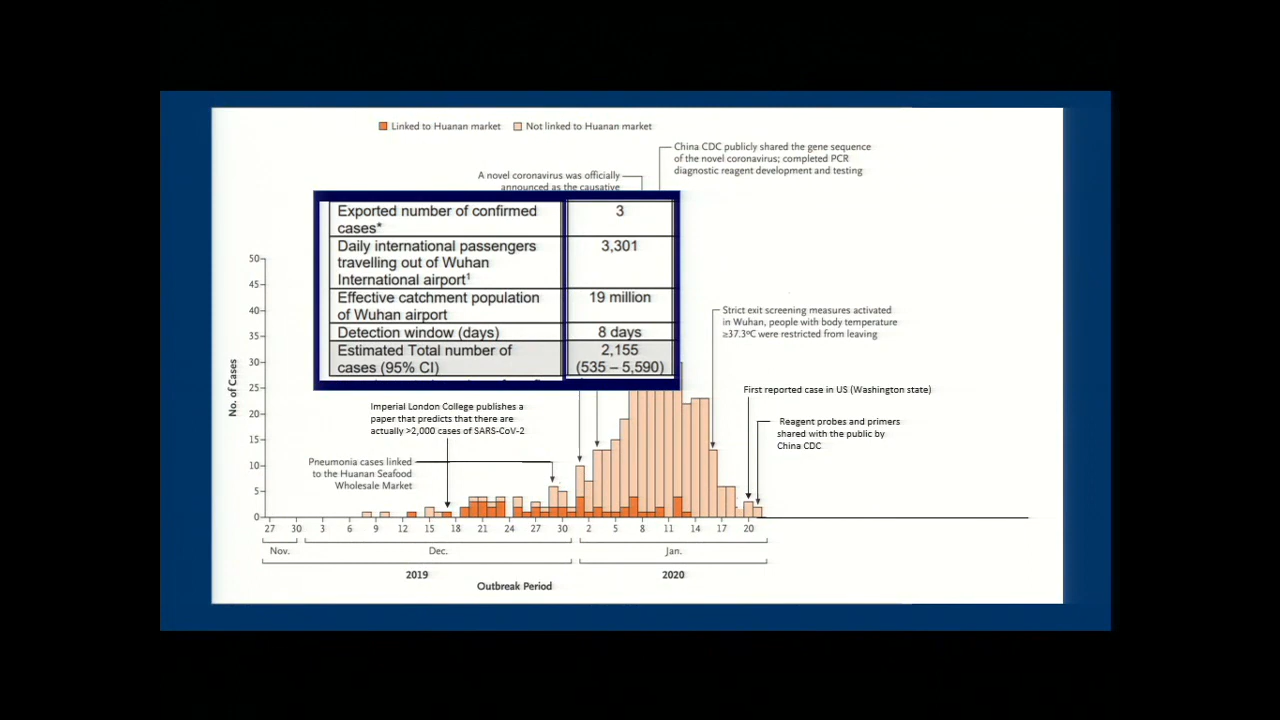 Linked to Huanan market
Not linked to Huanan market
China CDC publicly shared the gene sequence
of the novel coronavirus; completed PCR
diagnostic reagent development and testing
A novel coronavirus was officially
announced as the causative
Exported number of confirmed
cases*
3
Daily international passengers
travelling out of Wuhan
International airport¹
3,301
Effective catchment population
of Wuhan airport
19 million
Detection window (days)
8 days
Estimated Total number of
cases (95% CI)
2,155
(535 – 5,590)
Strict exit screening measures activated
in Wuhan, people with body temperature
≥37.3ºC were restricted from leaving
First reported case in US (Washington state)
Reagent probes and primers
shared with the public by
China CDC
Imperial London College publishes a
paper that predicts that there are
actually >2,000 cases of SARS-CoV-2
Pneumonia cases linked
to the Huanan Seafood
Wholesale Market
No. of Cases
50
45
40
35
30
25
20
15
10
5
0
27 30 3 6 9 12 15 18 21 24 27 30 2 5 8 11 14 17 20
Nov. Dec. Jan.
2019 2020
Outbreak Period